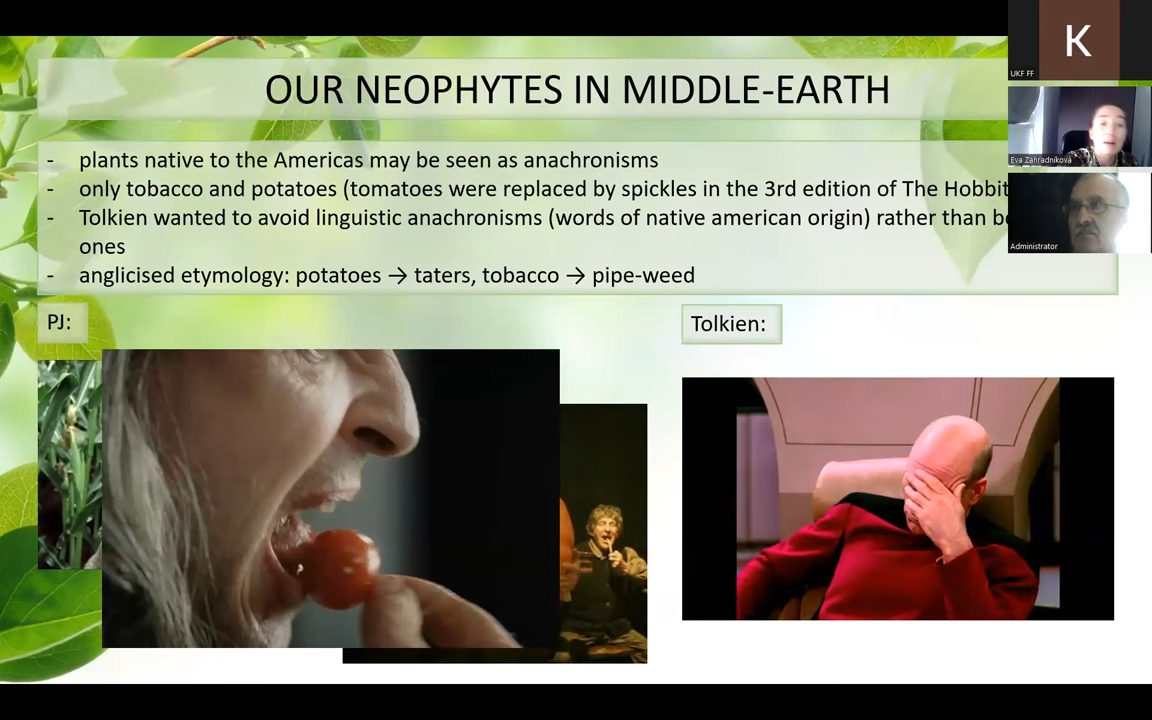 OUR NEOPHYTES IN MIDDLE-EARTH
- plants native to the Americas may be seen as anachronisms
- only tobacco and potatoes (tomatoes were replaced by spickles in the 3rd edition of The Hobbit
- Tolkien wanted to avoid linguistic anachronisms (words of native american origin) rather than
ones
- anglicised etymology: potatoes → taters, tobacco → pipe-weed
PJ:
Tolkien:
K
UKF FF
Eva Zahradníková
Administrator